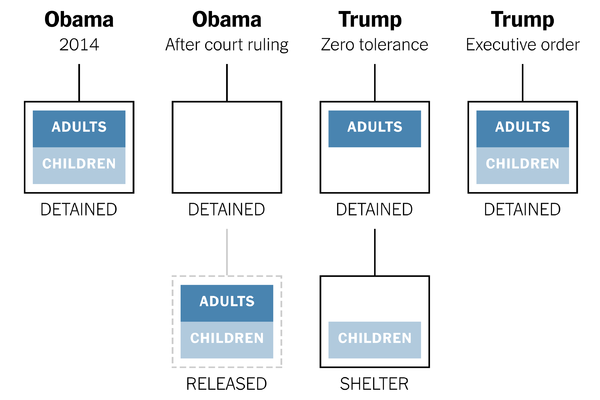 Obama
2014
ADULTS
CHILDREN
DETAINED
Obama
After court ruling
DETAINED
ADULTS
CHILDREN
RELEASED
Trump
Zero tolerance
ADULTS
DETAINED
CHILDREN
SHELTER
Trump
Executive order
ADULTS
CHILDREN
DETAINED